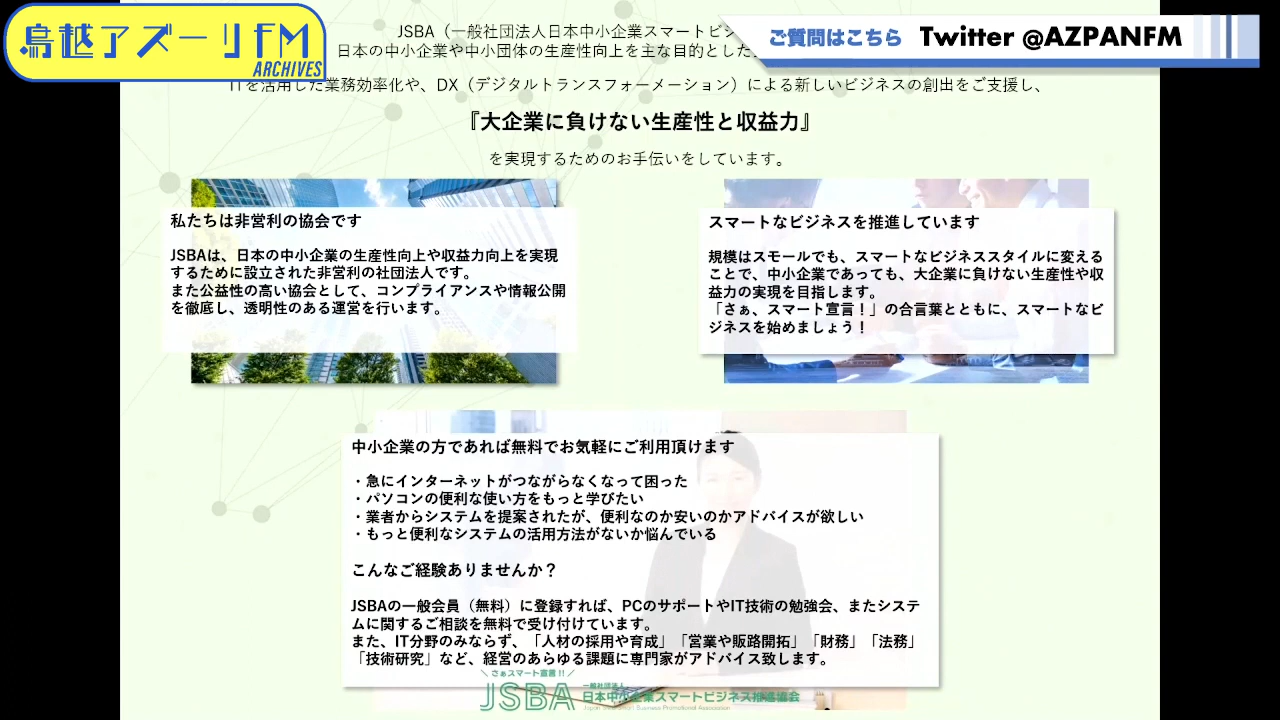 鳥越アズーリFM
ARCHIVES
ご質問はこちら Twitter @AZPANFM
JSBA（一般社団法人日本中小企業スマートビジ
日本の中小企業や中小団体の生産性向上を主な目的とした
ITを活用した業務効率化や、DX（デジタルトランスフォーメーション）による新しいビジネスの創出をご支援し、
『大企業に負けない生産性と収益力』
を実現するためのお手伝いをしています。
私たちは非営利の協会です
JSBAは、日本の中小企業の生産性向上や収益力向上を実現
するために設立された非営利の社団法人です。
また公益性の高い協会として、コンプライアンスや情報公開
を徹底し、透明性のある運営を行います。
スマートなビジネスを推進しています
規模はスモールでも、スマートなビジネススタイルに変える
ことで、中小企業であっても、大企業に負けない生産性や収
益力の実現を目指します。
「さぁ、スマート宣言！」の合言葉とともに、スマートなビ
ジネスを始めましょう！
中小企業の方であれば無料でお気軽にご利用頂けます
・急にインターネットがつながらなくなって困った
・パソコンの便利な使い方をもっと学びたい
・業者からシステムを提案されたが、便利なのか安いのかアドバイスが欲しい
・もっと便利なシステムの活用方法がないか悩んでいる
こんなご経験ありませんか？
JSBAの一般会員（無料）に登録すれば、PCのサポートやIT技術の勉強会、またシステ
ムに関するご相談を無料で受け付けています。
また、IT分野のみならず、「人材の採用や育成」「営業や販路開拓」「財務」「法務」
「技術研究」など、経営のあらゆる課題に専門家がアドバイス致します。
＼さぁスマート宣言!!／
JSBA
一般社団法人
日本中小企業スマートビジネス推進協会
Business Promotional Association